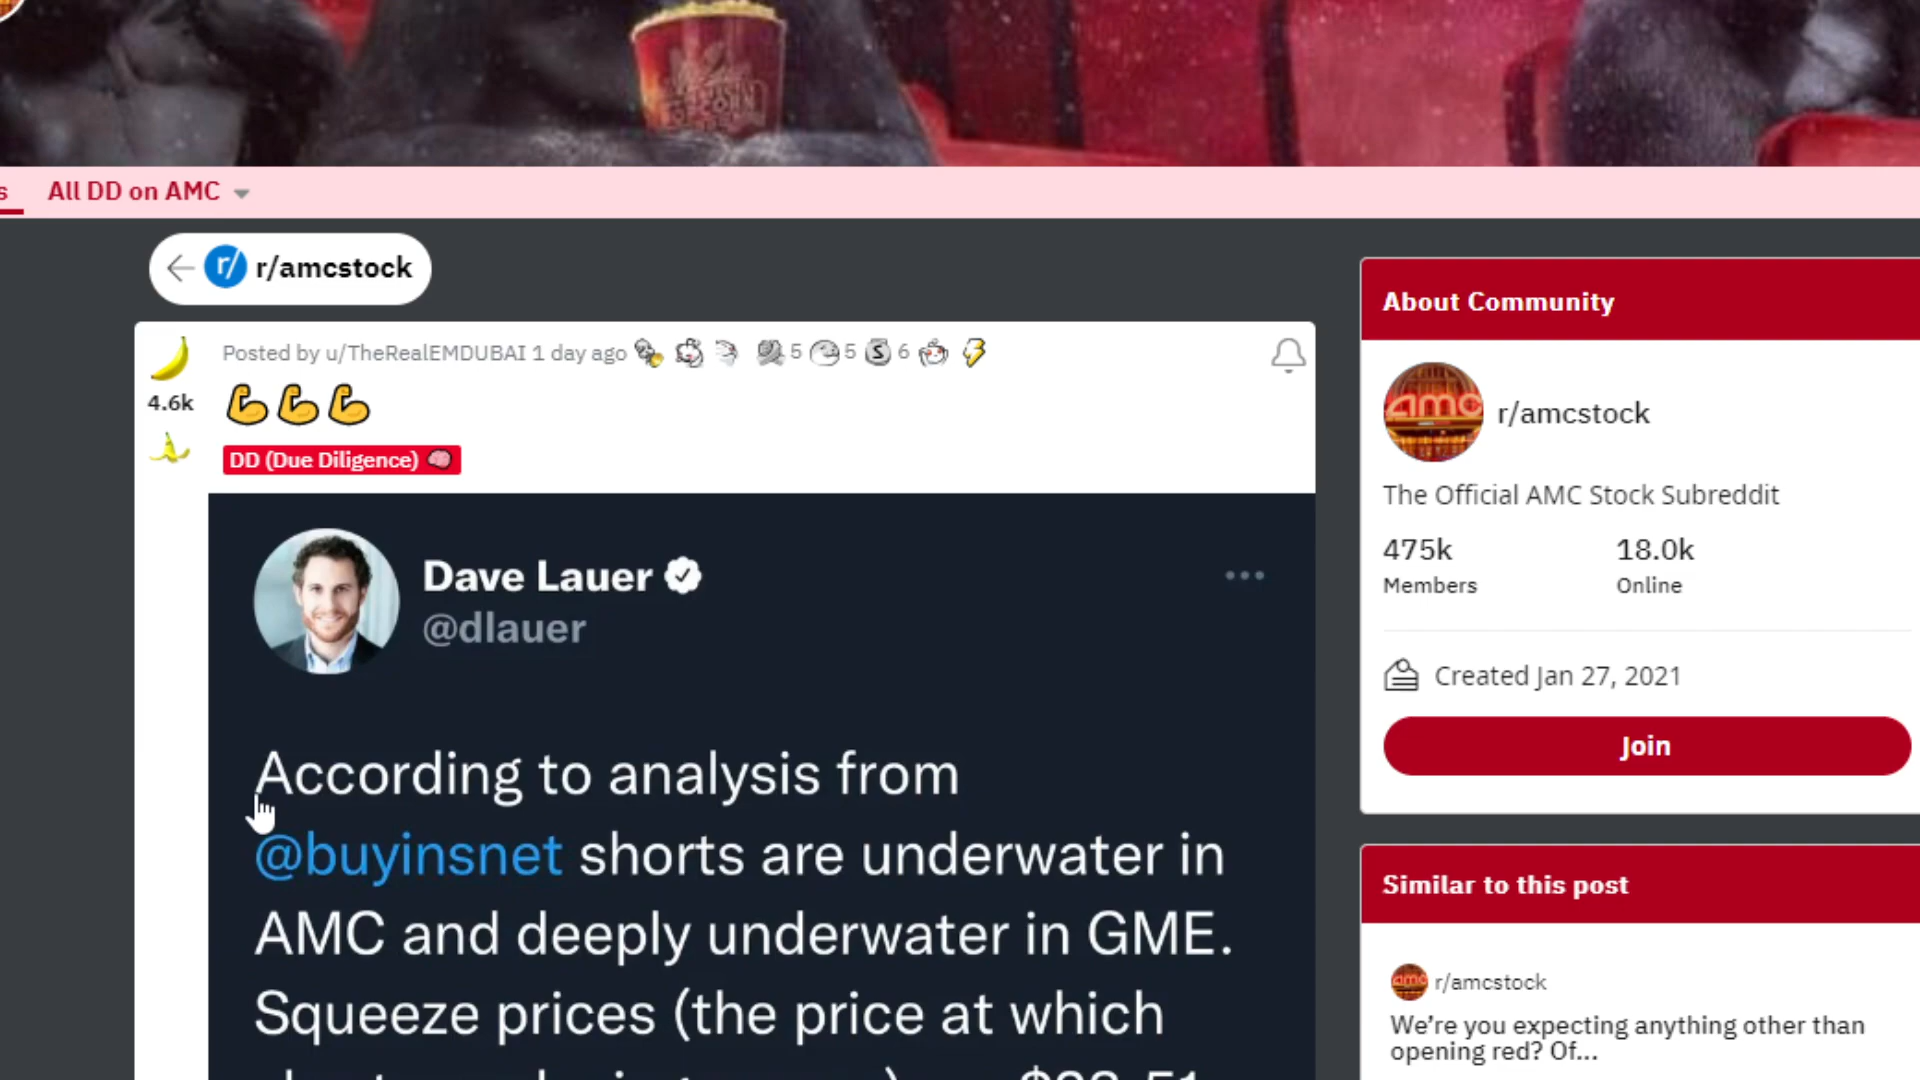 All DD on AMC
r/ r/amcstock
Posted by u/TheRealEMDUBAI 1 day ago 5 5 S 6
4.6k
DD (Due Diligence)
Dave Lauer
@dlauer
According to analysis from
@buyinsnet shorts are underwater in
AMC and deeply underwater in GME.
Squeeze prices (the price at which
About Community
amc
r/amcstock
The Official AMC Stock Subreddit
475k 18.0k
Members Online
Created Jan 27, 2021
Join
Similar to this post
amc r/amcstock
We're you expecting anything other than
opening red? Of...